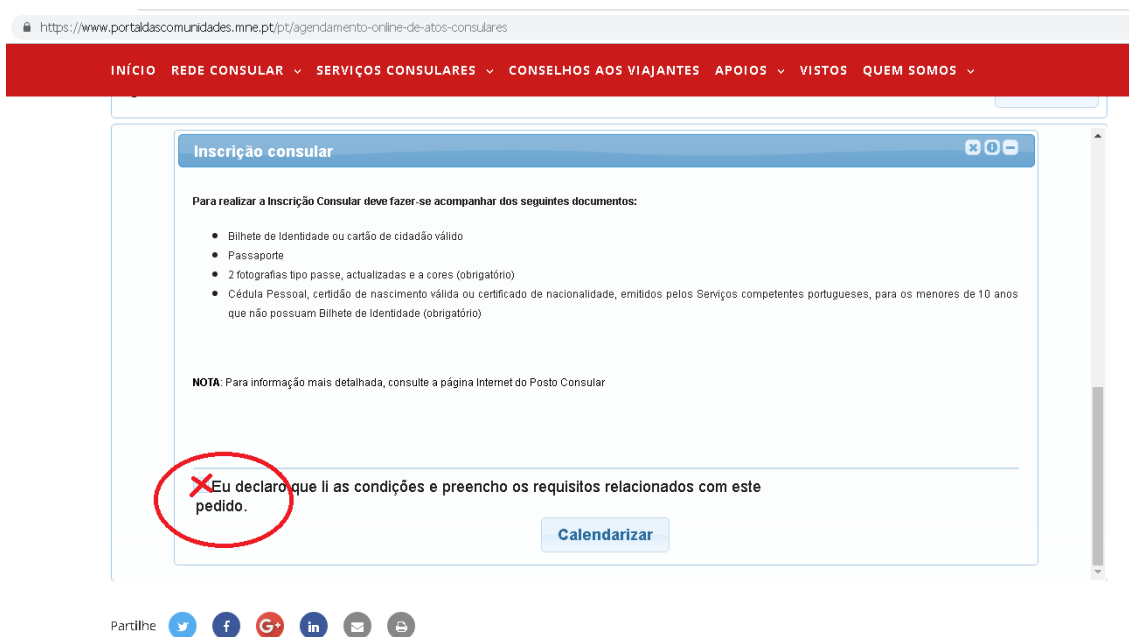 https://www.portaldascomunidades.mne.pt/pt/agendamento-online-de-atos-consulares
INÍCIO REDE CONSULAR SERVIÇOS CONSULARES CONSELHOS AOS VIAJANTES APOIOS VISTOS QUEM SOMOS
Inscrição consular
Para realizar a Inscrição Consular deve fazer-se acompanhar dos seguintes documentos:
Bilhete de Identidade ou cartão de cidadão válido
Passaporte
2 fotografias tipo passe, actualizadas e a cores (obrigatório)
Cédula Pessoal, certidão de nascimento válida ou certificado de nacionalidade, emitidos pelos Serviços competentes portugueses, para os menores de 10 anos
que não possuam Bilhete de Identidade (obrigatório)
NOTA: Para informação mais detalhada, consulte a página Internet do Posto Consular
Eu declaro que li as condições e preencho os requisitos relacionados com este
pedido.
Calendarizar
Partilhe